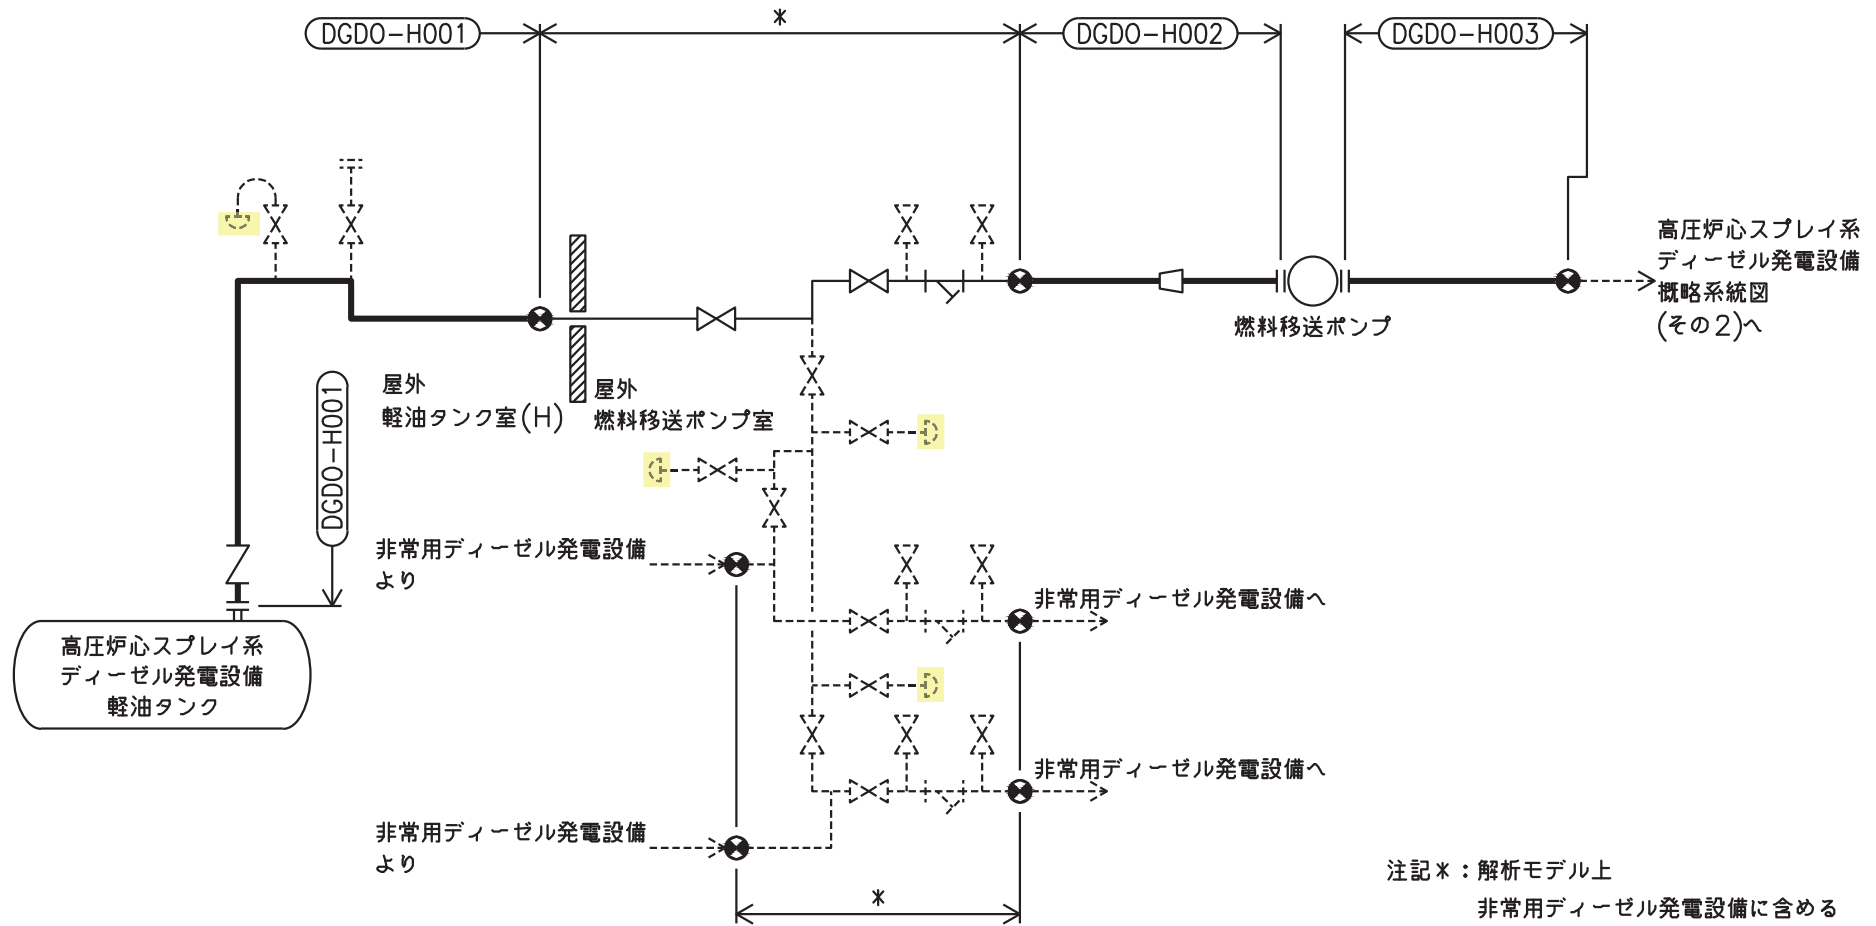 DGDO-H001
*
DGDO-H002
DGDO-H003
高圧炉心スプレイ系
ディーゼル発電設備
概略系統図
(その2)へ
燃料移送ポンプ
屋外
軽油タンク室(H)
屋外
燃料移送ポンプ室
DGDO-H001
非常用ディーゼル発電設備
より
非常用ディーゼル発電設備へ
高圧炉心スプレイ系
ディーゼル発電設備
軽油タンク
非常用ディーゼル発電設備へ
非常用ディーゼル発電設備
より
*
注記*:解析モデル上
非常用ディーゼル発電設備に含める